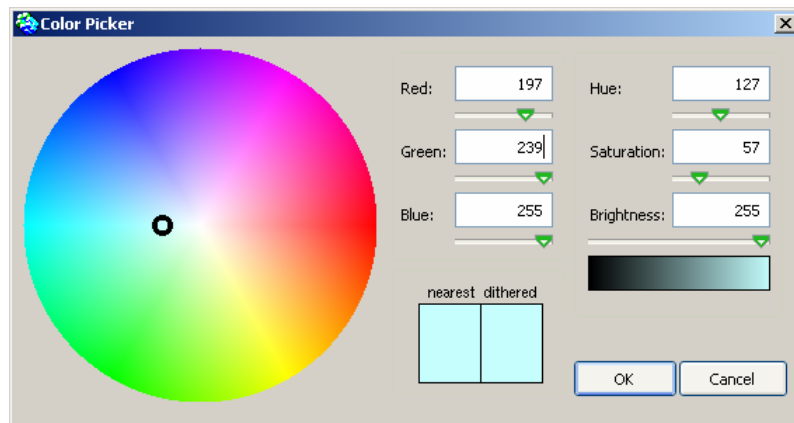 Color Picker
Red: 197
Hue: 127
Green: 239
Saturation: 57
Blue: 255
Brightness: 255
nearest dithered
OK
Cancel